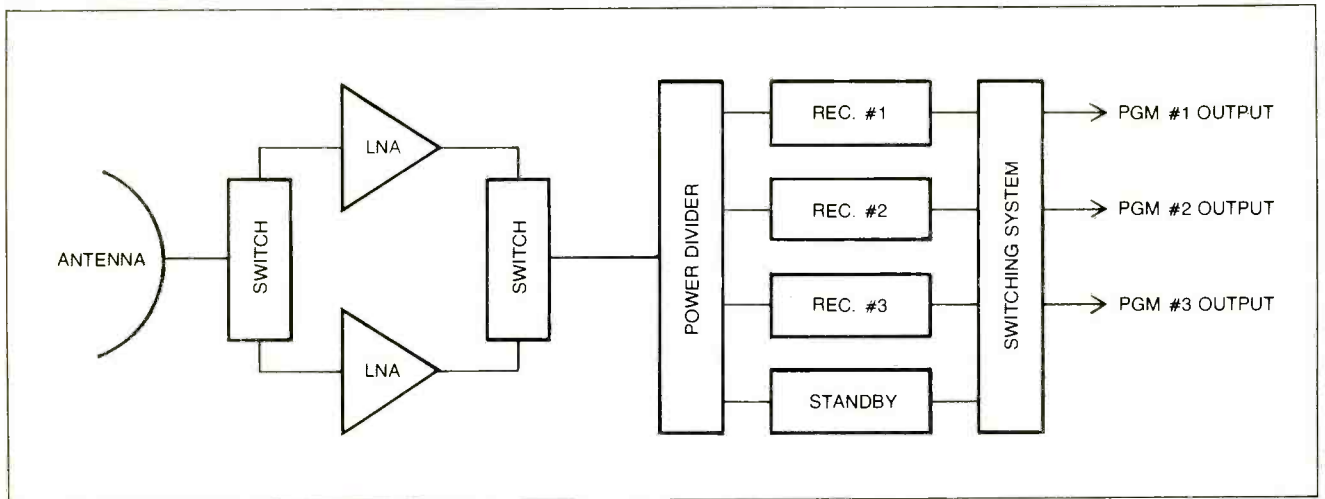 ANTENNA
SWITCH
LNA
LNA
SWITCH
POWER DIVIDER
REC. #1
REC. #2
REC. #3
STANDBY
SWITCHING SYSTEM
PGM #1 OUTPUT
PGM #2 OUTPUT
PGM #3 OUTPUT